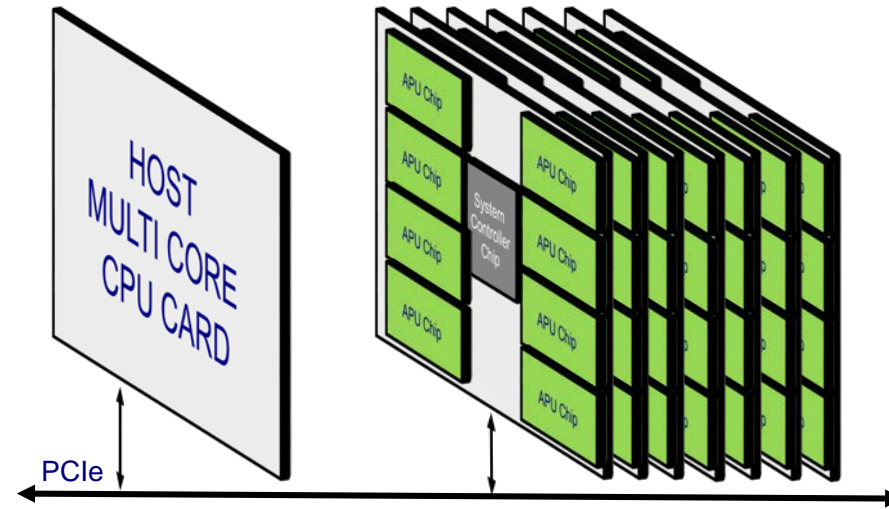 HOST
MULTI CORE
CPU CARD
APU Chip
APU Chip
APU Chip
APU Chip
System
Controller
Chip
APU Chip
APU Chip
APU Chip
APU Chip
PCIe